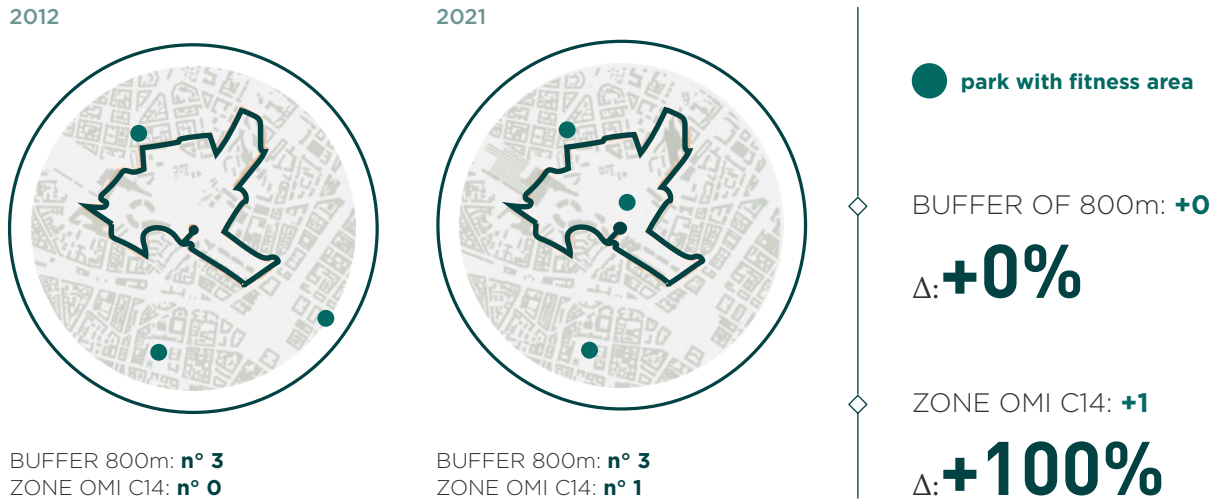 2012
BUFFER 800m: n° 3
ZONE OMI C14: n° 0
2021
BUFFER 800m: n° 3
ZONE OMI C14: n° 1
park with fitness area
BUFFER OF 800m: +0
Δ:+0%
ZONE OMI C14: +1
Δ:+100%